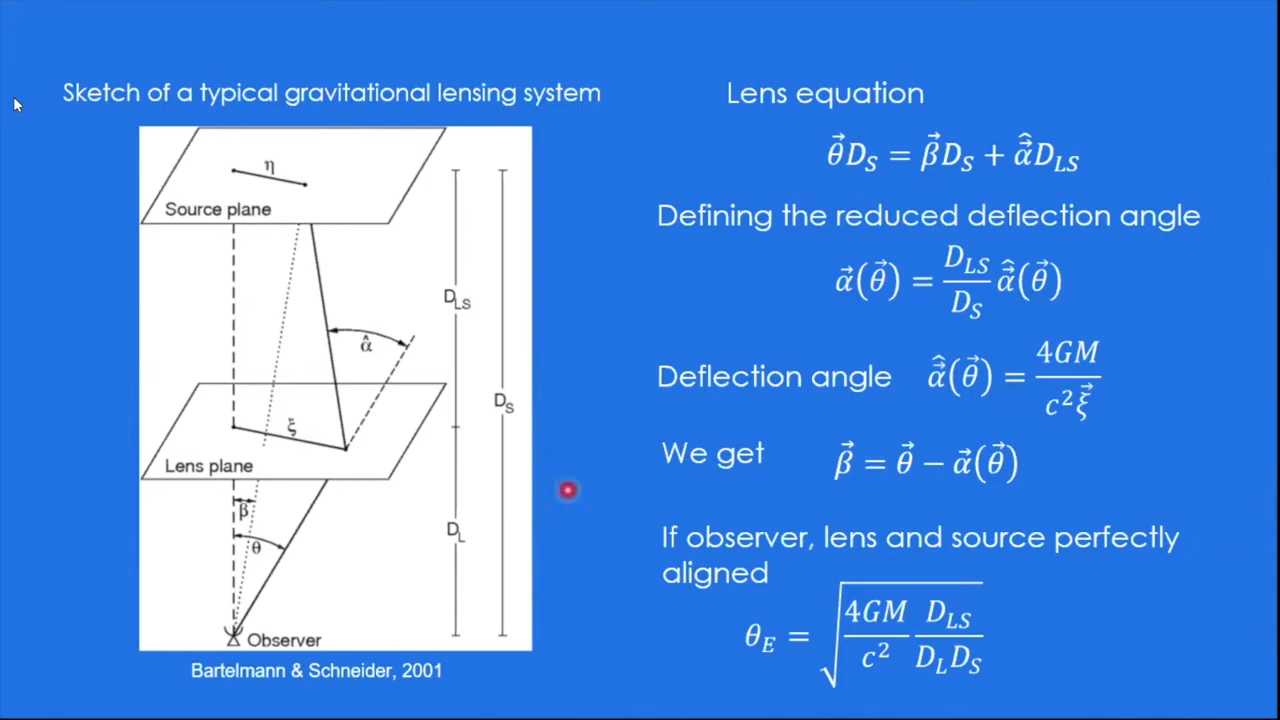 Sketch of a typical gravitational lensing system
η
Source plane
D_LS
α̂
D_S
ξ
Lens plane
β
D_L
θ
Observer
Bartelmann & Schneider, 2001
Lens equation
θ⃗D_S = β⃗D_S + α̂⃗D_LS
Defining the reduced deflection angle
α⃗(θ⃗) = D_LS/D_S α̂⃗(θ⃗)
Deflection angle α̂⃗(θ⃗) = 4GM/c²ξ⃗
We get β⃗ = θ⃗ − α⃗(θ⃗)
If observer, lens and source perfectly
aligned
θ_E = √(4GM/c² D_LS/D_L D_S)